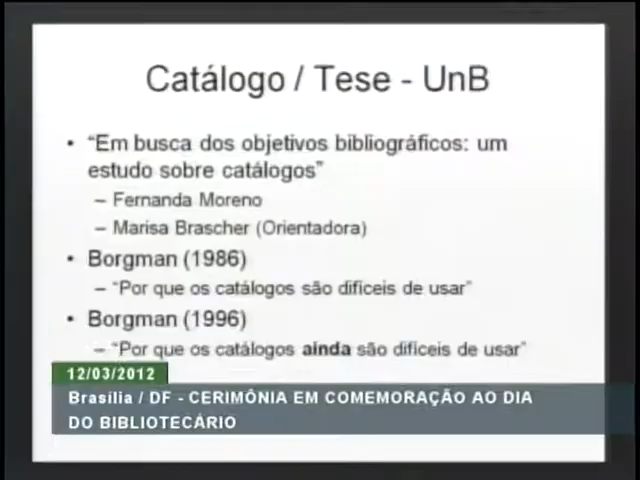 Catálogo / Tese - UnB
• "Em busca dos objetivos bibliográficos: um
estudo sobre catálogos"
– Fernanda Moreno
– Marisa Brascher (Orientadora)
• Borgman (1986)
– "Por que os catálogos são difíceis de usar"
• Borgman (1996)
– "Por que os catálogos ainda são difíceis de usar"
12/03/2012
Brasília / DF - CERIMÔNIA EM COMEMORAÇÃO AO DIA
DO BIBLIOTECÁRIO